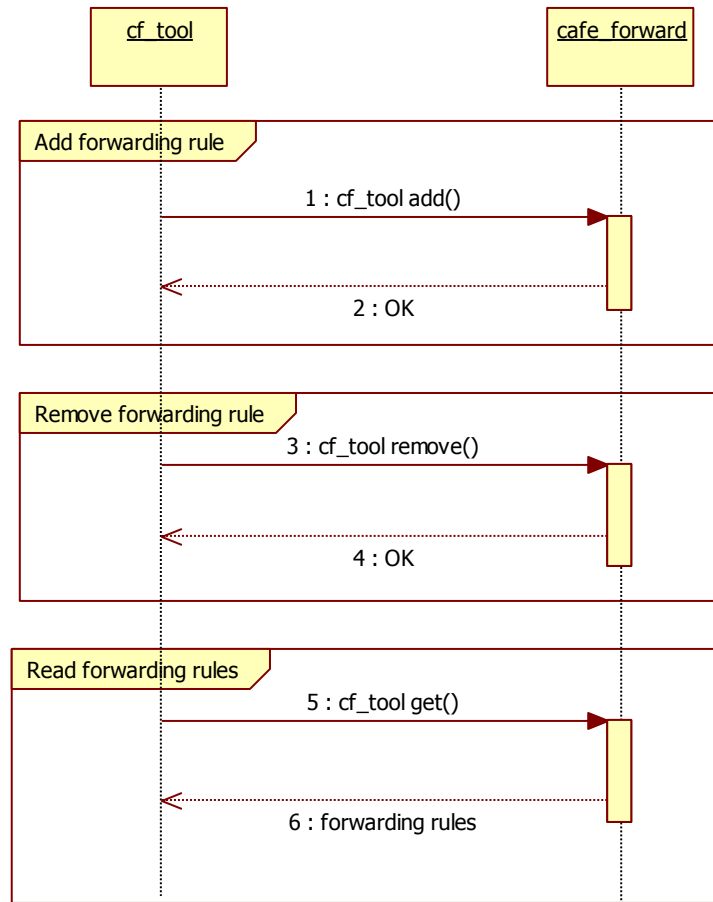 cf_tool
cafe_forward
Add forwarding rule
1 : cf_tool add()
2 : OK
Remove forwarding rule
3 : cf_tool remove()
4 : OK
Read forwarding rules
5 : cf_tool get()
6 : forwarding rules